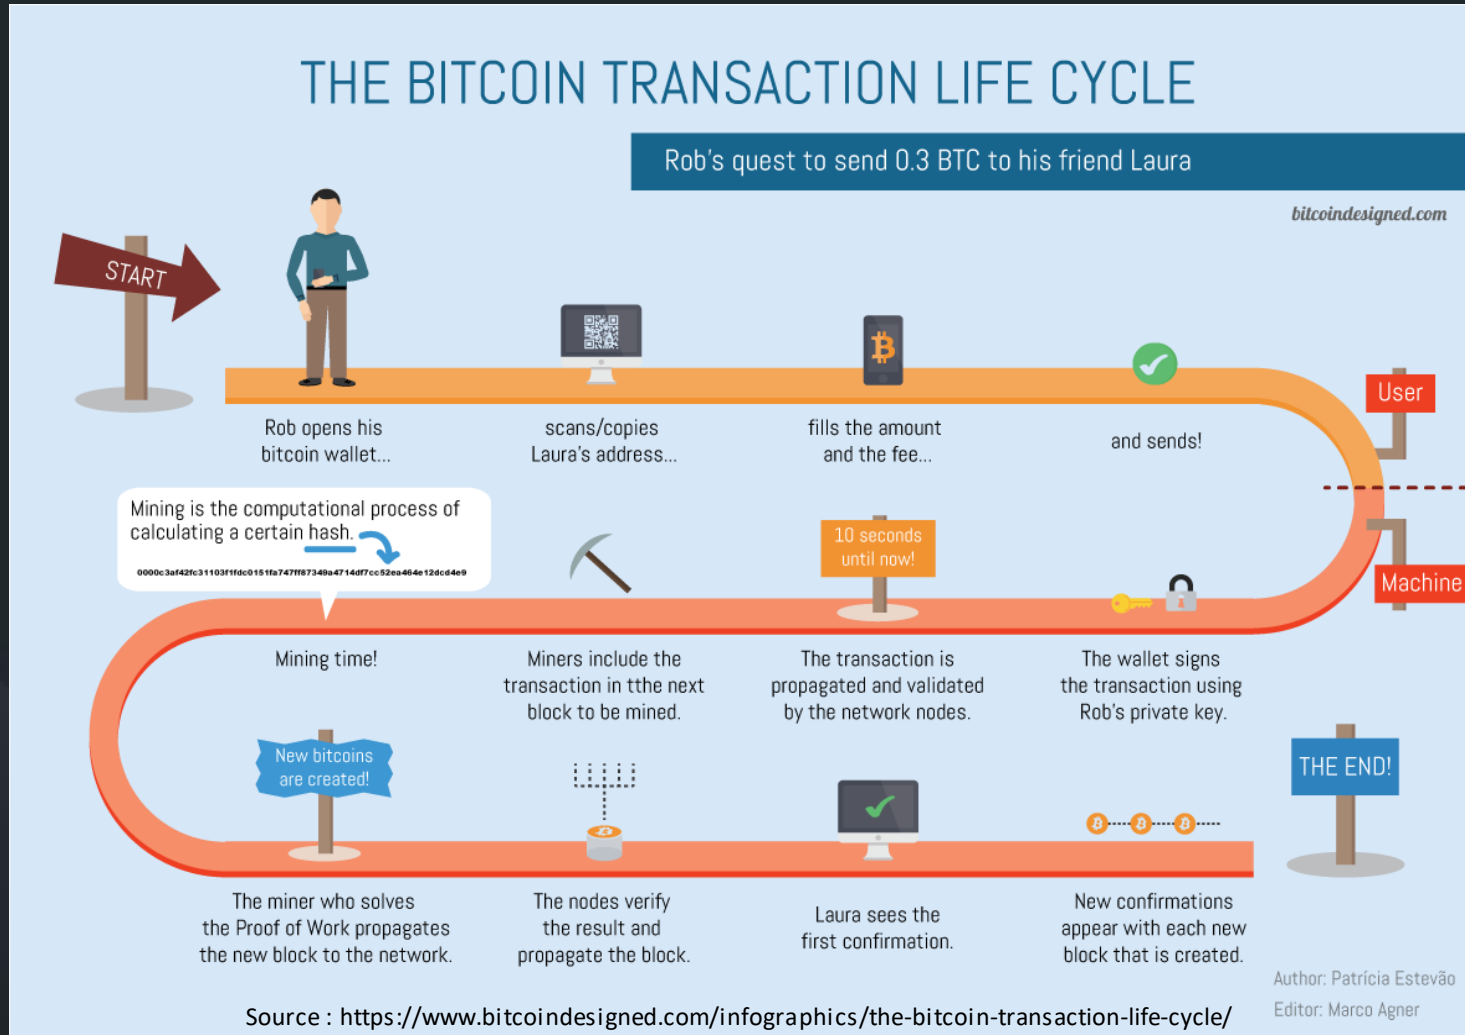 THE BITCOIN TRANSACTION LIFE CYCLE
Rob's quest to send 0.3 BTC to his friend Laura
bitcoindesigned.com
START
Rob opens his
bitcoin wallet...
scans/copies
Laura's address...
fills the amount
and the fee...
and sends!
User
Machine
The wallet signs
the transaction using
Rob's private key.
10 seconds
until now!
The transaction is
propagated and validated
by the network nodes.
Miners include the
transaction in tthe next
block to be mined.
Mining is the computational process of
calculating a certain hash.
0000c3af42fc31103f1fdc0151fa747ff87349a4714df7cc52ea464e12dcd4e9
Mining time!
New bitcoins
are created!
The miner who solves
the Proof of Work propagates
the new block to the network.
The nodes verify
the result and
propagate the block.
Laura sees the
first confirmation.
New confirmations
appear with each new
block that is created.
THE END!
Author: Patrícia Estevão
Editor: Marco Agner
Source : https://www.bitcoindesigned.com/infographics/the-bitcoin-transaction-life-cycle/